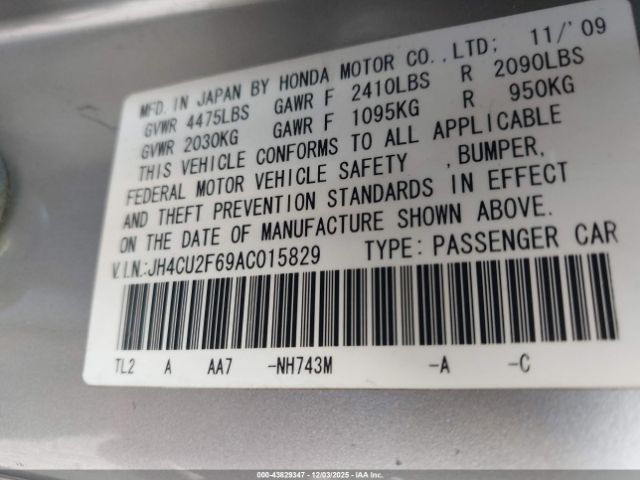 MFD. IN JAPAN BY HONDA MOTOR CO.,LTD; 11/'09
GVWR 4475LBS GAWR F 2410LBS R 2090LBS
GVWR 2030KG GAWR F 1095KG R 950KG
THIS VEHICLE CONFORMS TO ALL APPLICABLE
FEDERAL MOTOR VEHICLE SAFETY ,BUMPER,
AND THEFT PREVENTION STANDARDS IN EFFECT
ON THE DATE OF MANUFACTURE SHOWN ABOVE.
V.I.N.:JH4CU2F69AC015829 TYPE: PASSENGER CAR
TL2 A AA7 -NH743M -A -C
000-43829347 - 12/03/2025 - IAA Inc.